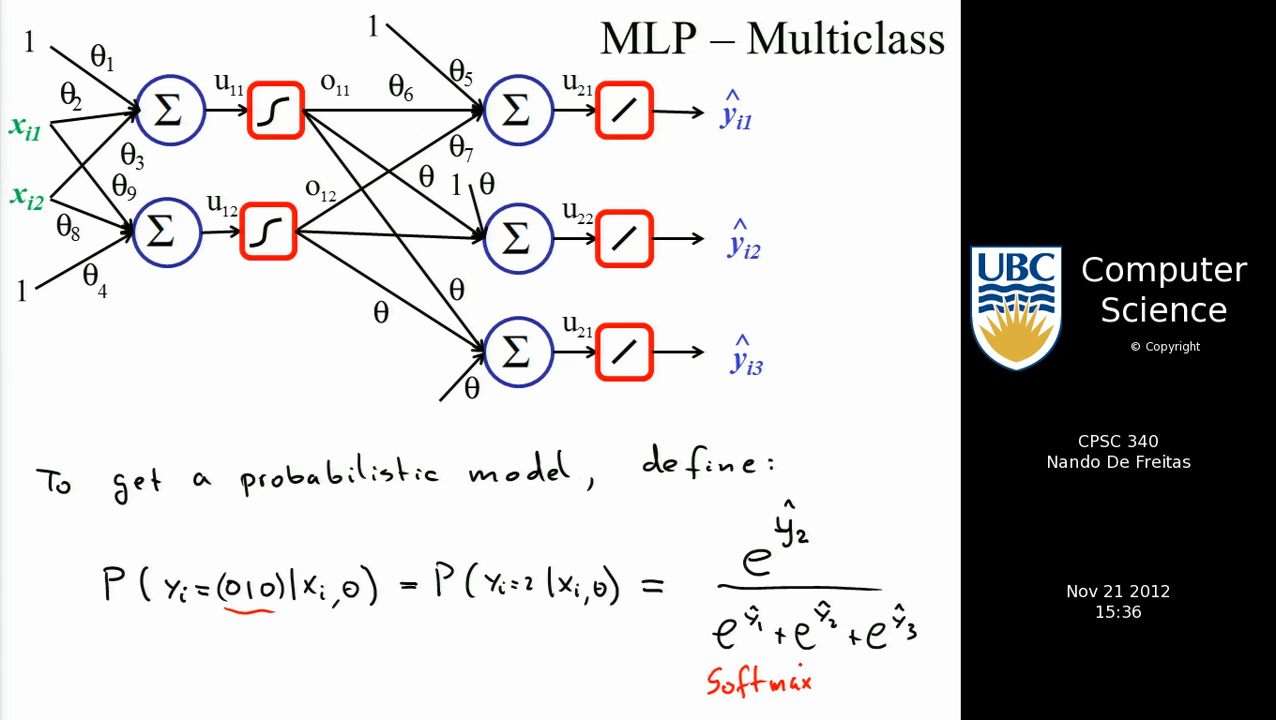 MLP – Multiclass
1
θ1
θ2
xi1
θ3
xi2
θ9
θ8
θ4
1
Σ
u11
o11
θ6
1
θ5
Σ
u21
ŷi1
θ7
Σ
u12
o12
θ
1 θ
Σ
u22
ŷi2
θ
θ
Σ
u21
ŷi3
θ
To get a probabilistic model, define:
P( yi = (010) | xi, θ) = P( yi=2 | xi, θ) = e^ŷ2 / e^ŷ1 + e^ŷ2 + e^ŷ3
Softmax
UBC
Computer
Science
© Copyright
CPSC 340
Nando De Freitas
Nov 21 2012
15:36